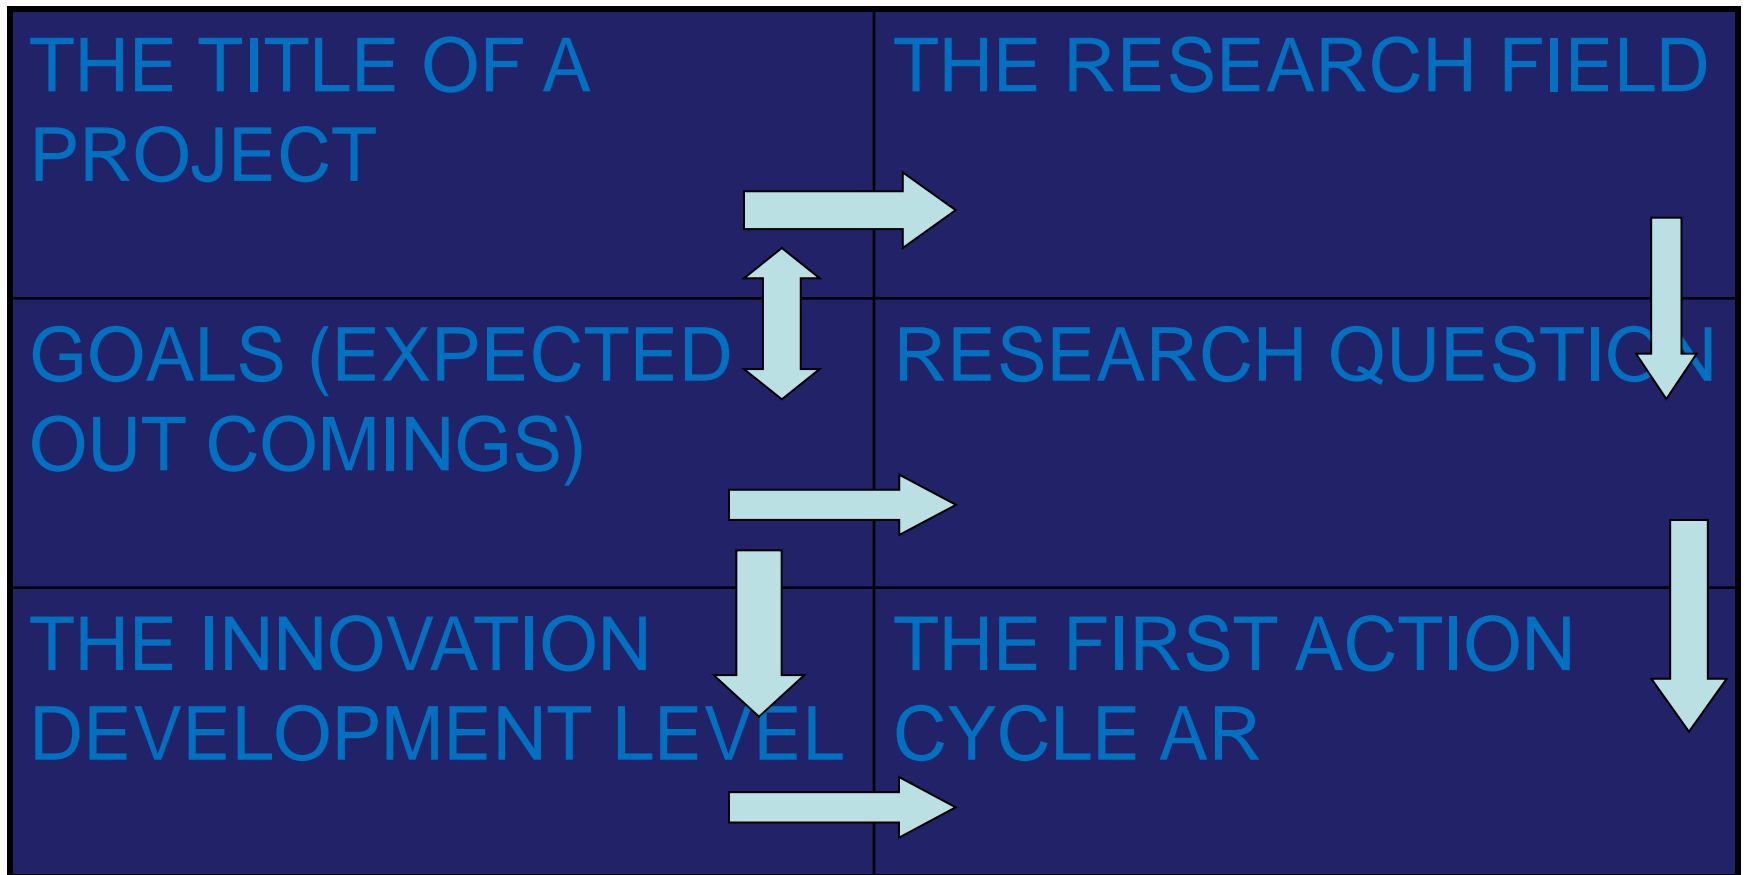 THE TITLE OF A
PROJECT
THE RESEARCH FIELD
GOALS (EXPECTED
OUT COMINGS)
RESEARCH QUESTION
THE INNOVATION
DEVELOPMENT LEVEL
THE FIRST ACTION
CYCLE AR